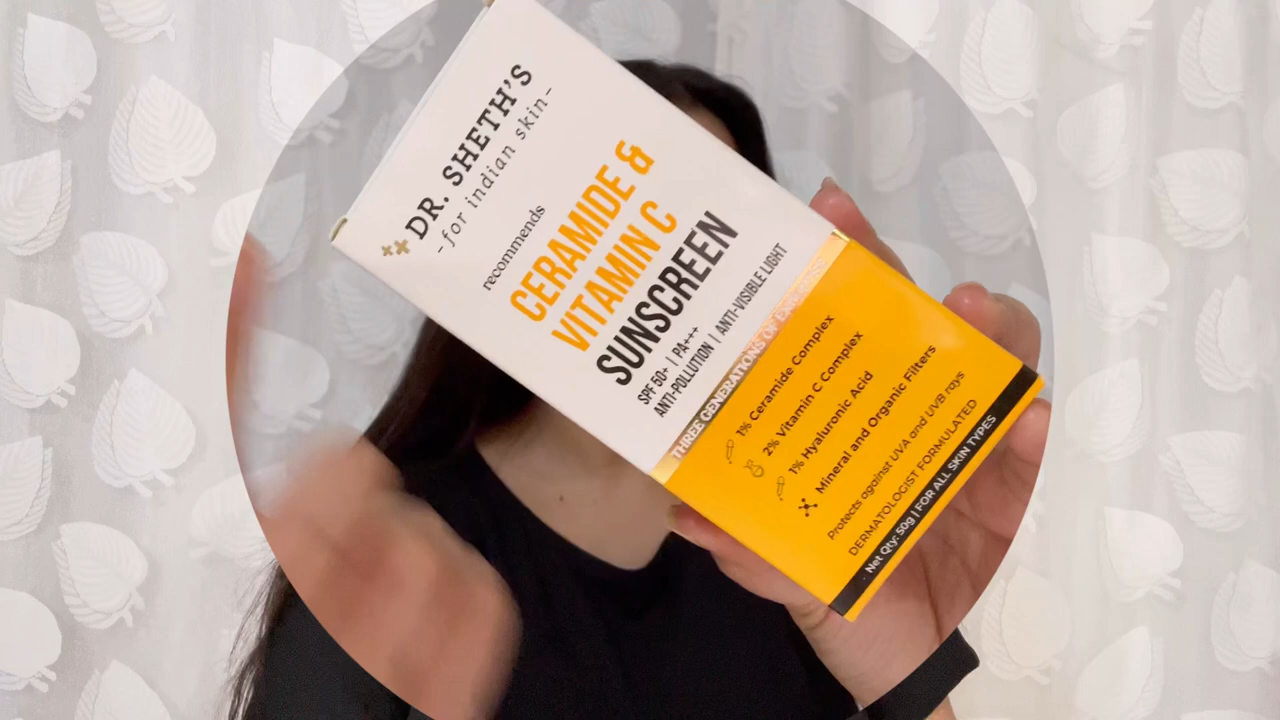 DR. SHETH'S
-for indian skin-
recommends
CERAMIDE &
VITAMIN C
SUNSCREEN
SPF 50+ | PA+++
ANTI-POLLUTION | ANTI-VISIBLE LIGHT
THREE GENERATIONS OF EXPERTISE
1% Ceramide Complex
2% Vitamin C Complex
1% Hyaluronic Acid
Mineral and Organic Filters
Protects against UVA and UVB rays
DERMATOLOGIST FORMULATED
Net Qty: 50g | FOR ALL SKIN TYPES